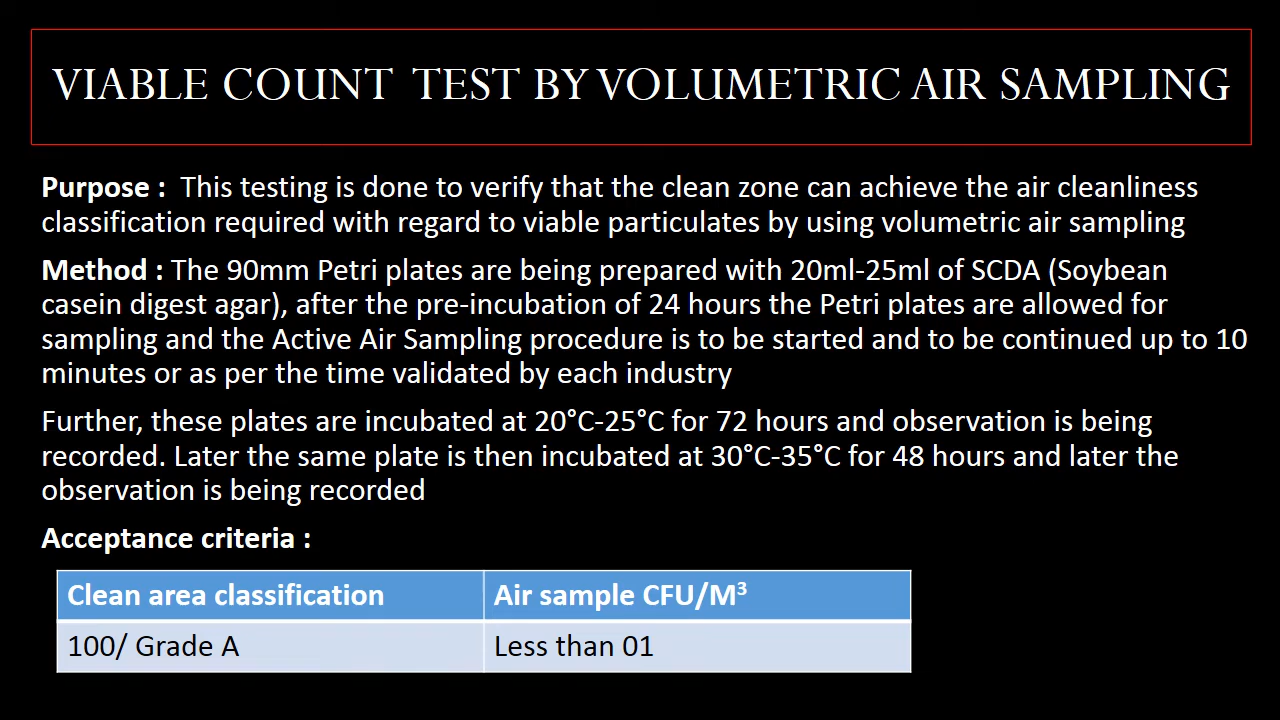 VIABLE COUNT TEST BY VOLUMETRIC AIR SAMPLING
Purpose : This testing is done to verify that the clean zone can achieve the air cleanliness
classification required with regard to viable particulates by using volumetric air sampling
Method : The 90mm Petri plates are being prepared with 20ml-25ml of SCDA (Soybean
casein digest agar), after the pre-incubation of 24 hours the Petri plates are allowed for
sampling and the Active Air Sampling procedure is to be started and to be continued up to 10
minutes or as per the time validated by each industry
Further, these plates are incubated at 20°C-25°C for 72 hours and observation is being
recorded. Later the same plate is then incubated at 30°C-35°C for 48 hours and later the
observation is being recorded
Acceptance criteria :
Clean area classification Air sample CFU/M³
100/ Grade A Less than 01